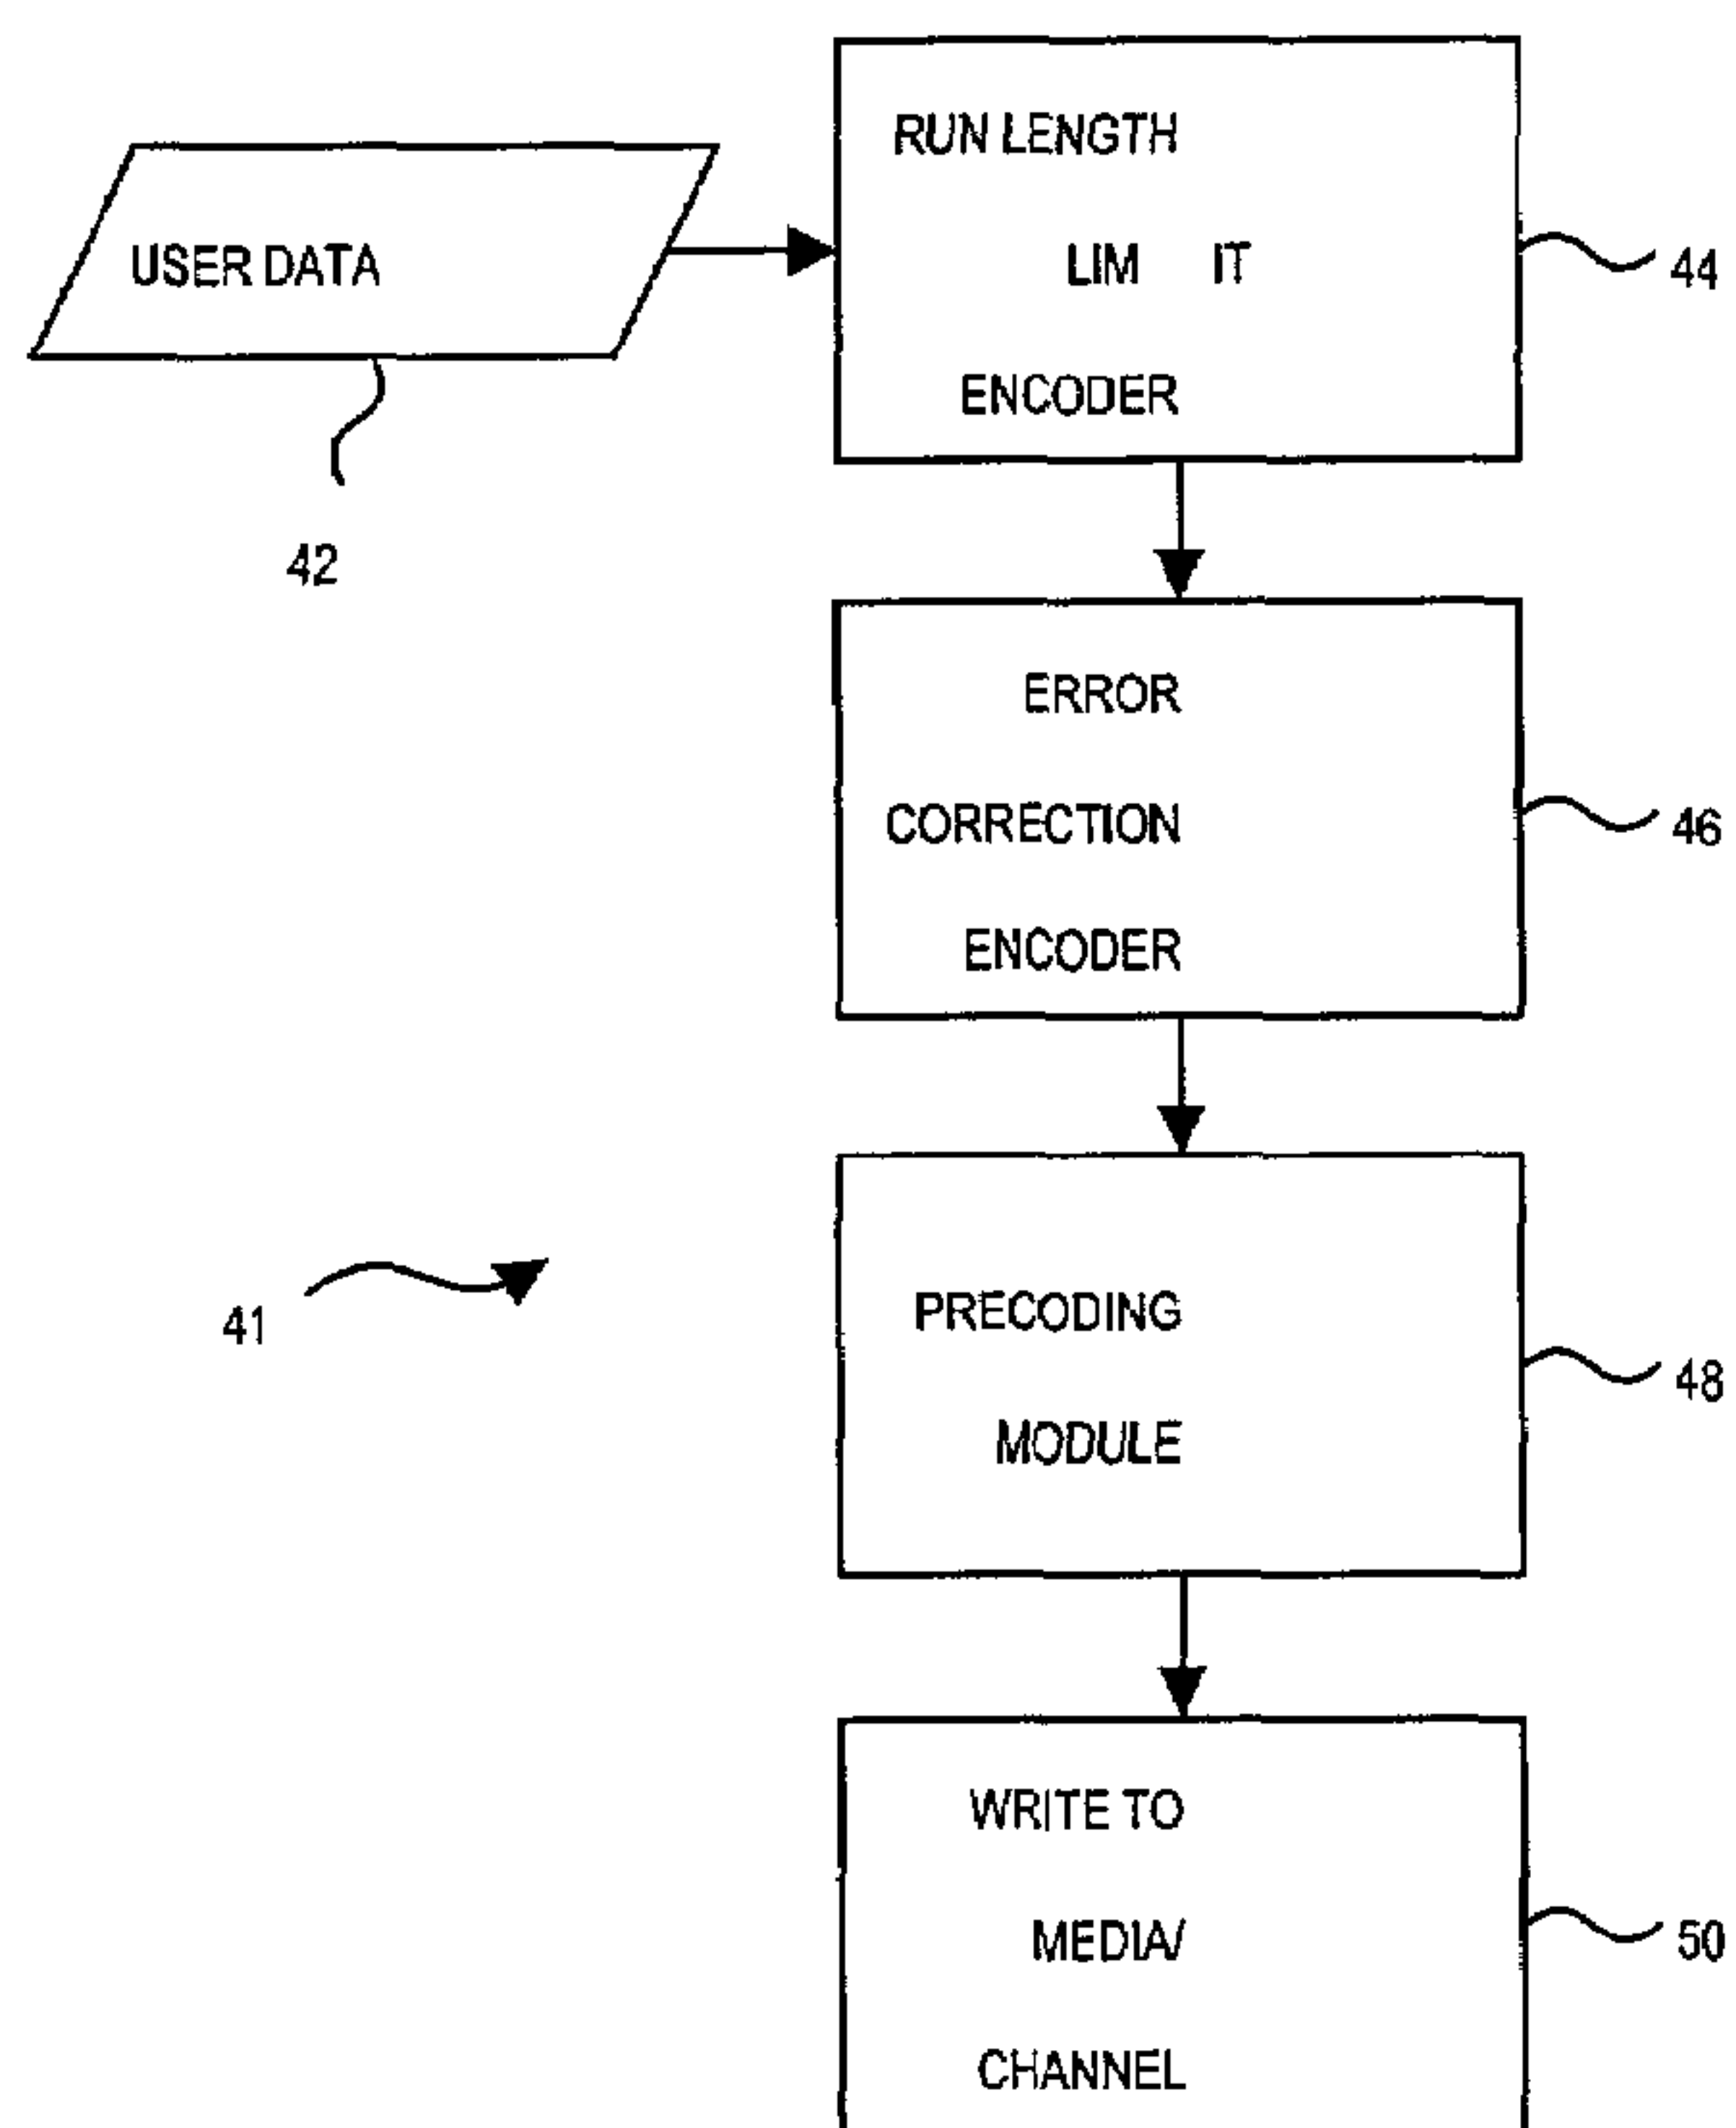 RUN LENGTH
USER DATA
LIM IT
44
ENCODER
42
ERROR
CORRECTION
46
ENCODER
41
PRECODING
48
MODULE
WRITE TO
MEDIA/
50
CHANNEL